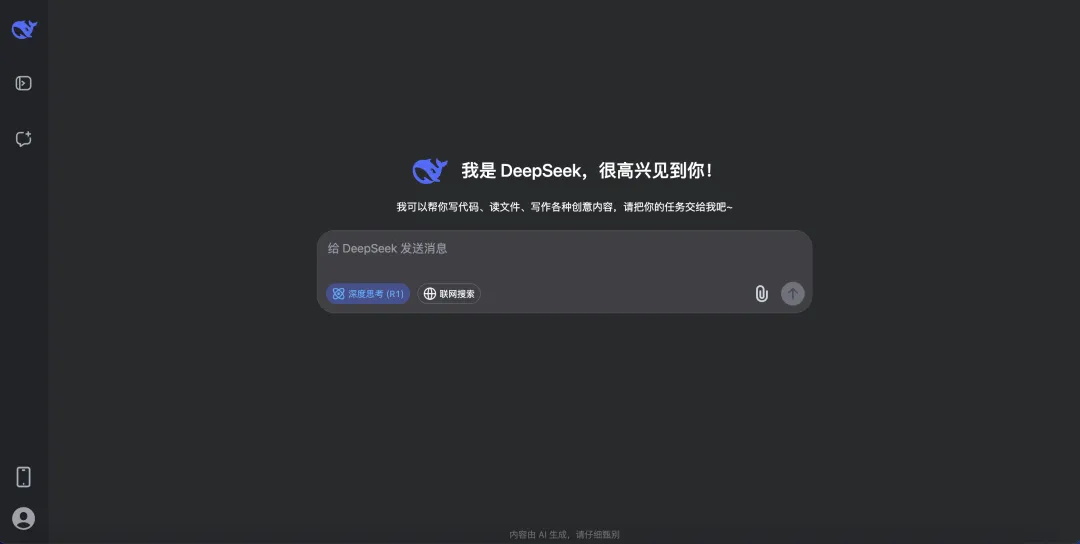 我是 DeepSeek，很高兴见到你！
我可以帮你写代码、读文件、写作各种创意内容，请把你的任务交给我吧~
给 DeepSeek 发送消息
深度思考 (R1) 联网搜索
内容由 AI 生成，请仔细甄别